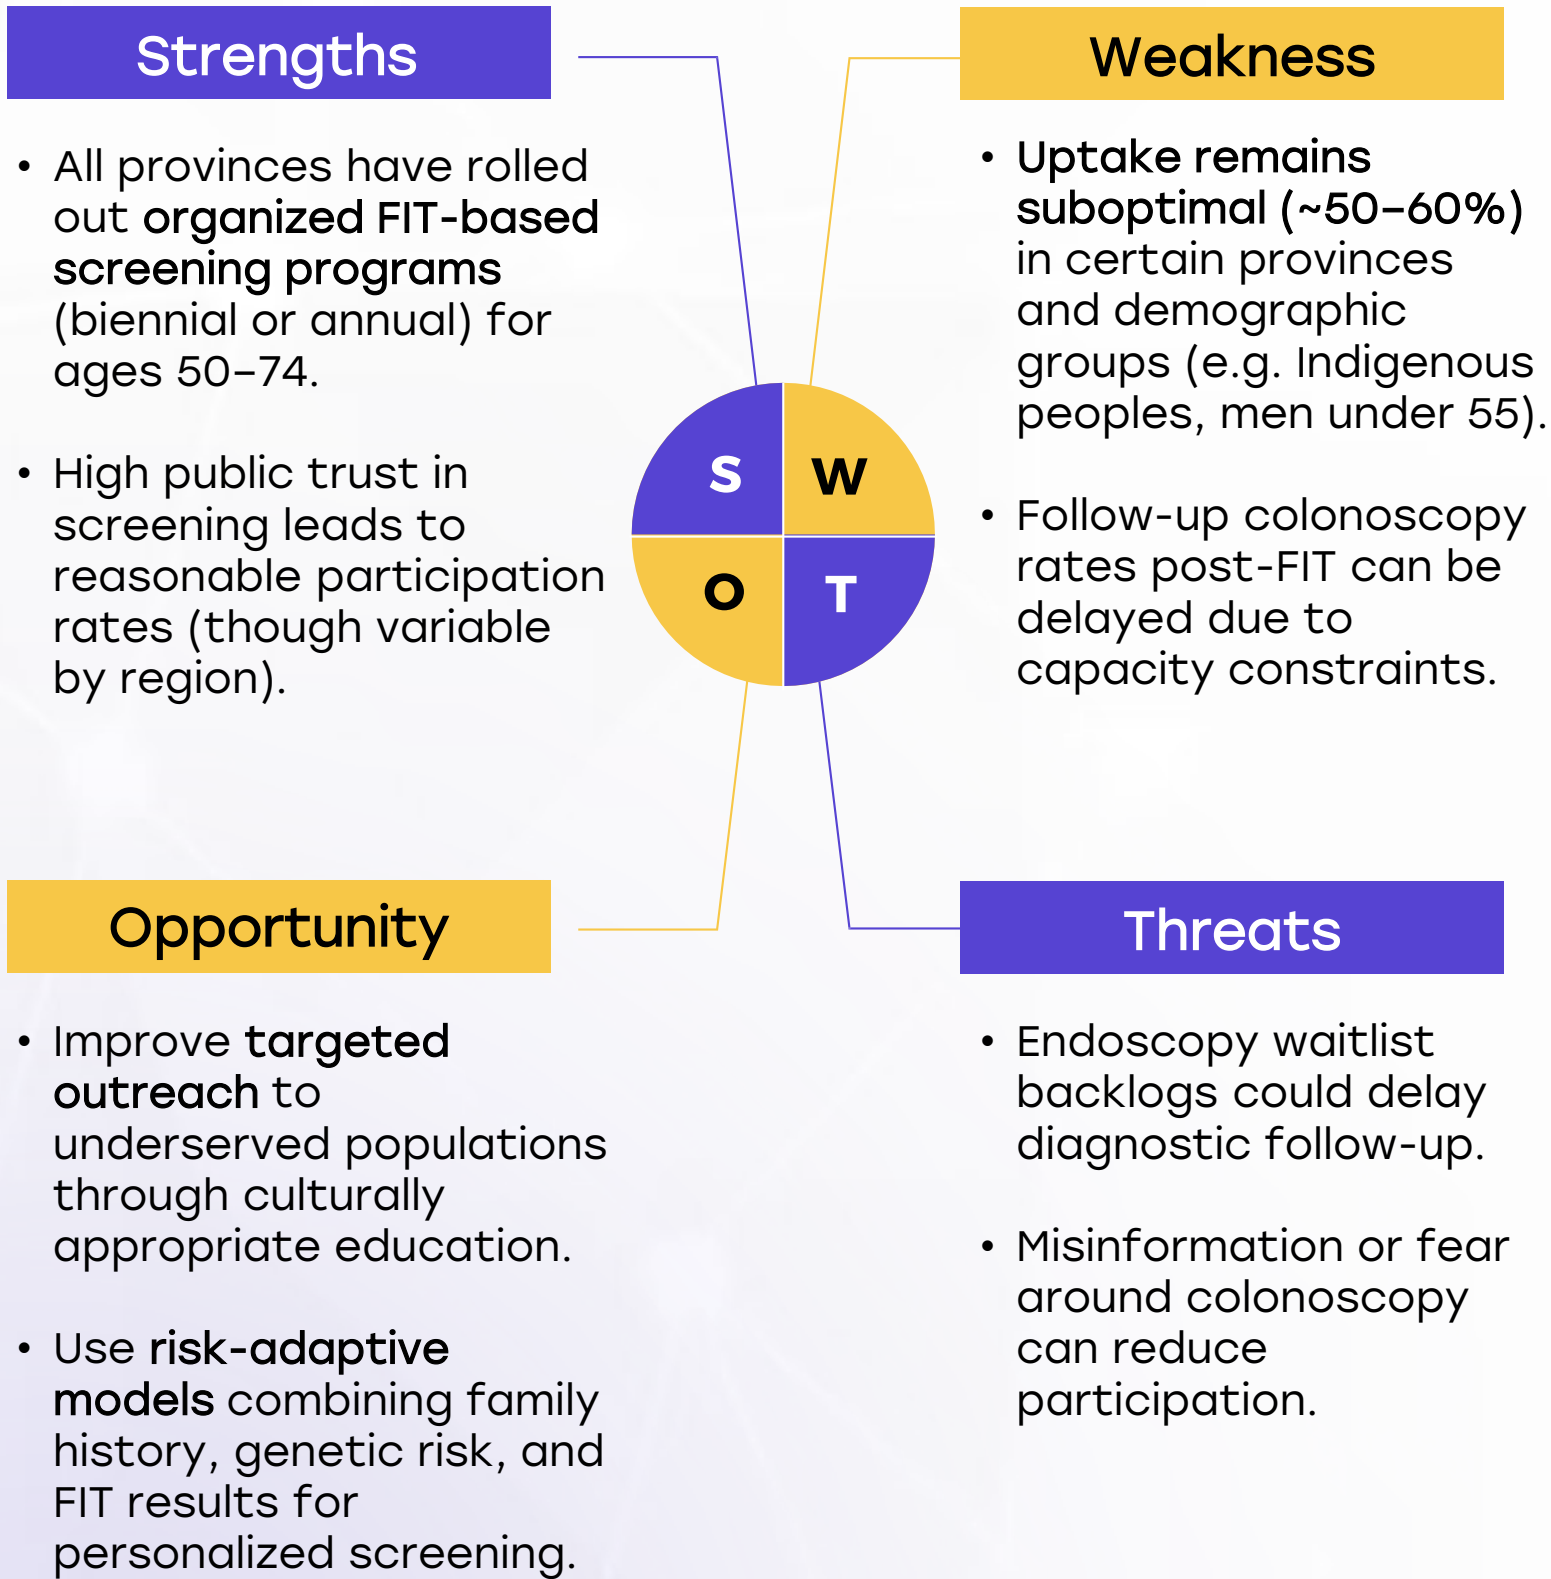 Strengths
• All provinces have rolled
out organized FIT-based
screening programs
(biennial or annual) for
ages 50–74.
• High public trust in
screening leads to
reasonable participation
rates (though variable
by region).
Weakness
• Uptake remains
suboptimal (~50–60%)
in certain provinces
and demographic
groups (e.g. Indigenous
peoples, men under 55).
• Follow-up colonoscopy
rates post-FIT can be
delayed due to
capacity constraints.
S
W
O
T
Opportunity
• Improve targeted
outreach to
underserved populations
through culturally
appropriate education.
• Use risk-adaptive
models combining family
history, genetic risk, and
FIT results for
personalized screening.
Threats
• Endoscopy waitlist
backlogs could delay
diagnostic follow-up.
• Misinformation or fear
around colonoscopy
can reduce
participation.